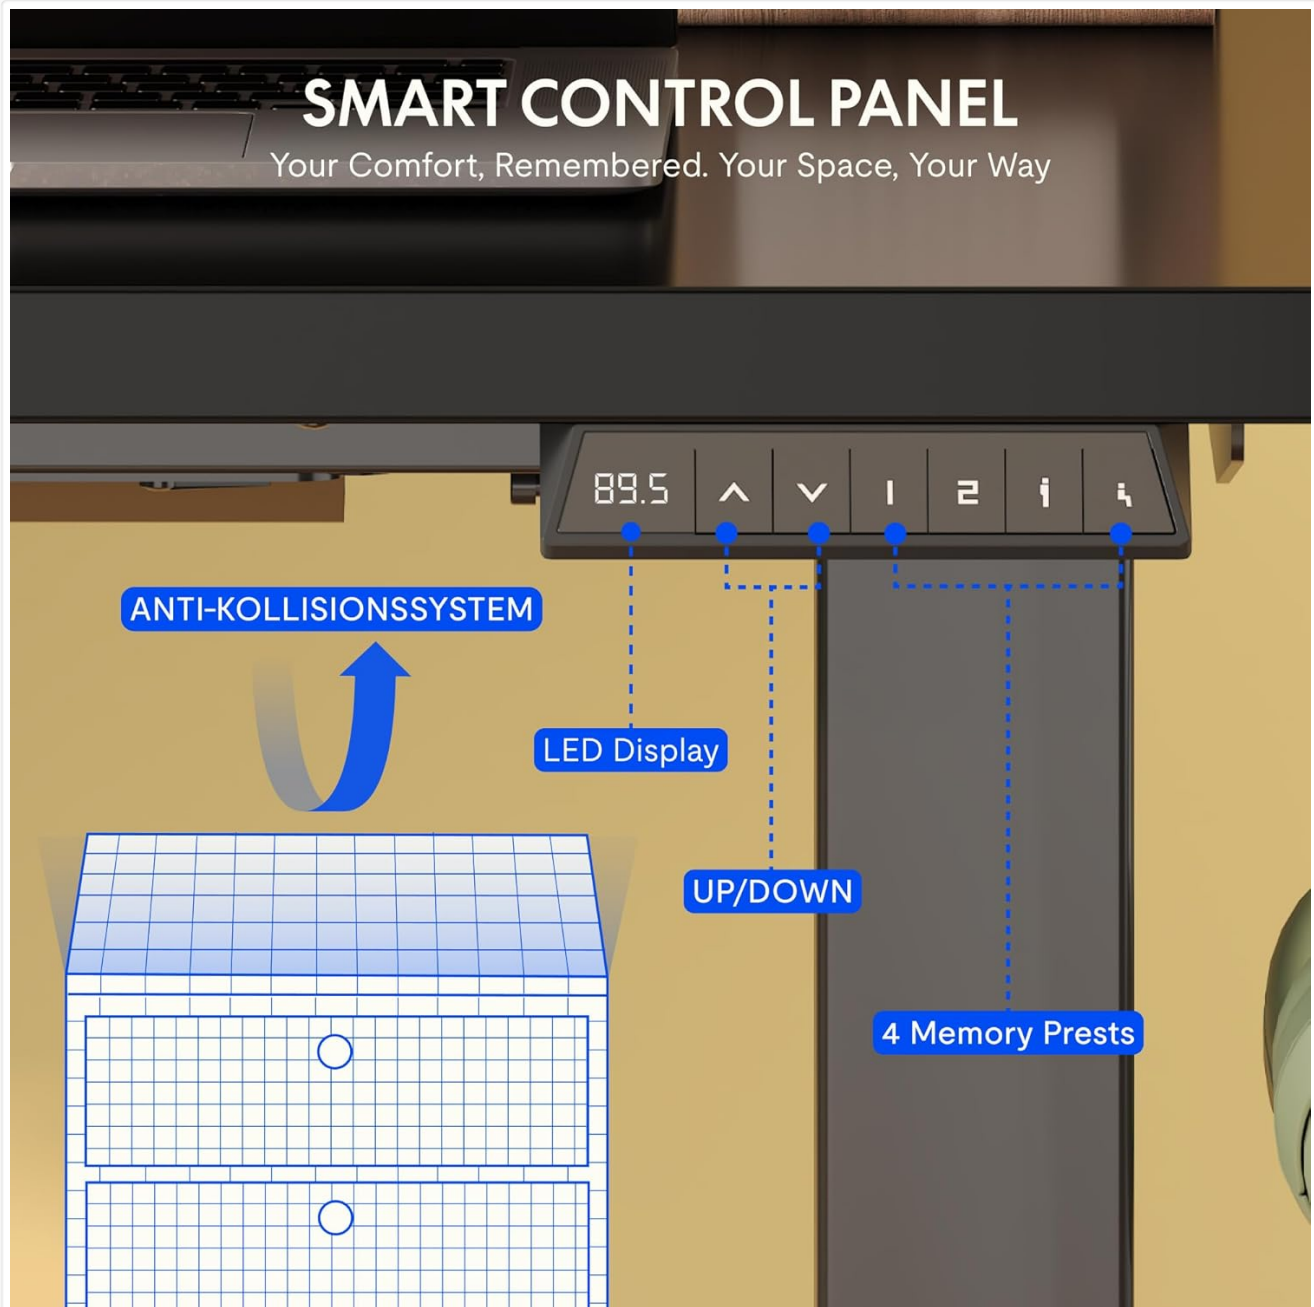 SMART CONTROL PANEL
Your Comfort, Remembered. Your Space, Your Way
89.5 1 2
ANTI-KOLLISIONSSYSTEM
LED Display
UP/DOWN
4 Memory Prests